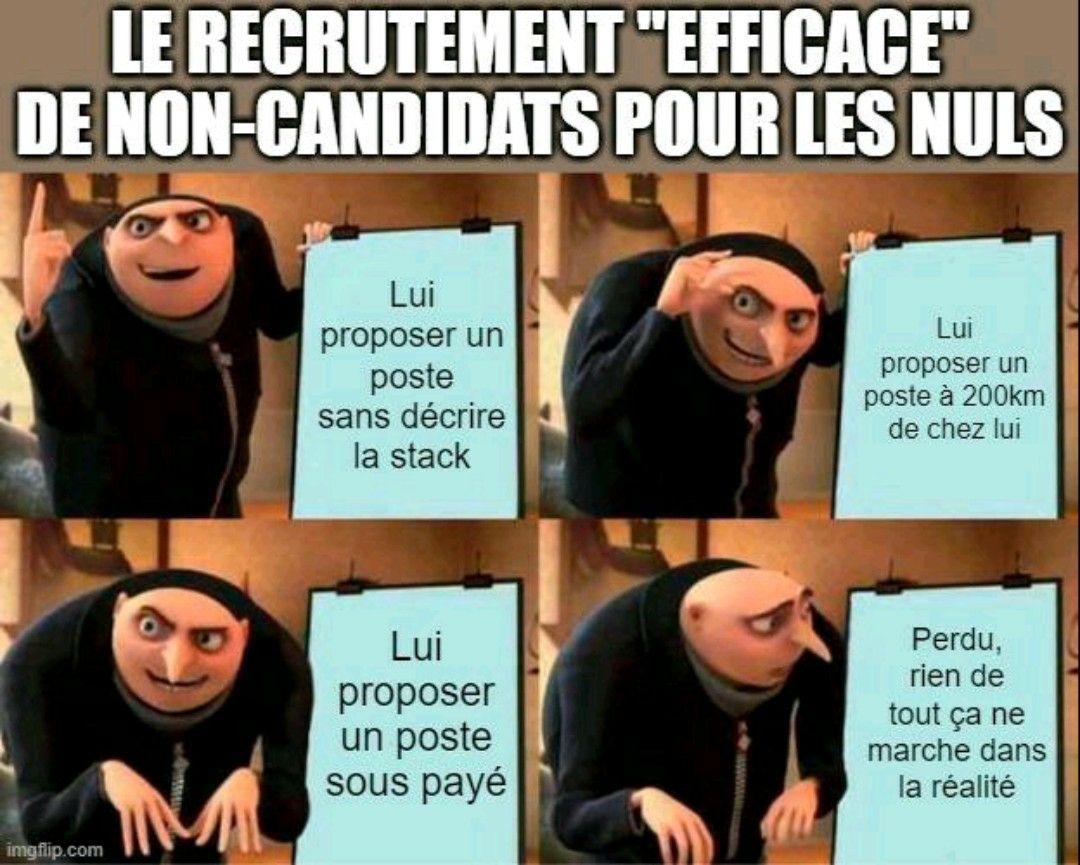 LE RECRUTEMENT "EFFICACE"
DE NON-CANDIDATS POUR LES NULS
Lui
proposer un
poste
sans décrire
la stack
Lui
proposer un
poste à 200km
de chez lui
Lui
proposer
un poste
sous payé
Perdu,
rien de
tout ça ne
marche dans
la réalité
imgflip.com